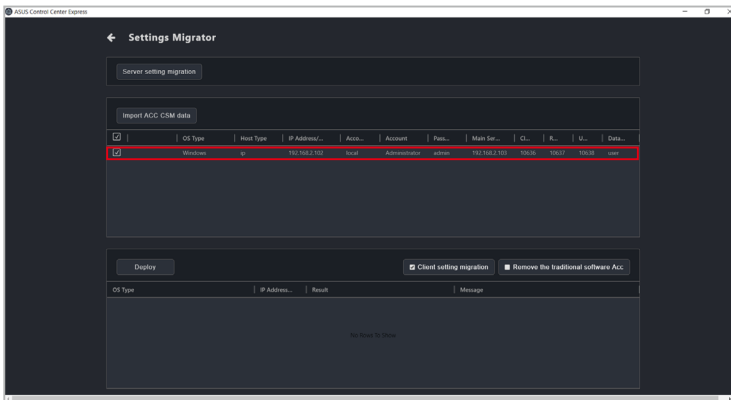 ASUS Control Center Express
Settings Migrator
Server setting migration
Import ACC CSM data
OS Type Host Type IP Address/... Acco... Account Pass... Main Ser... Cl... R... U... Data...
Windows ip 192.168.2.102 local Administrator admin 192.168.2.103 10636 10637 10638 user
Deploy Client setting migration Remove the traditional software Acc
OS Type IP Address... Result Message
No Rows To Show